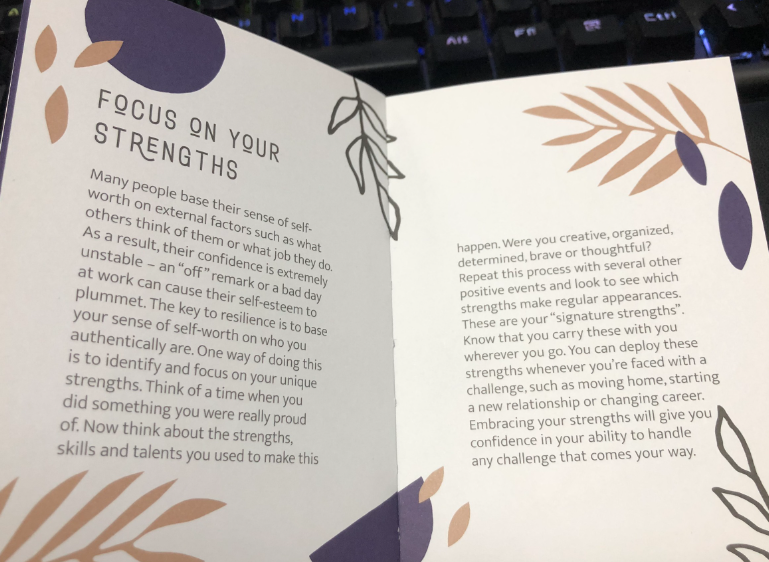 Alt
Fn
Ctrl
FOCUS ON YOUR
STRENGTHS
Many people base their sense of self-
worth on external factors such as what
others think of them or what job they do.
As a result, their confidence is extremely
unstable – an “off” remark or a bad day
at work can cause their self-esteem to
plummet. The key to resilience is to base
your sense of self-worth on who you
authentically are. One way of doing this
is to identify and focus on your unique
strengths. Think of a time when you
did something you were really proud
of. Now think about the strengths,
skills and talents you used to make this
happen. Were you creative, organized,
determined, brave or thoughtful?
Repeat this process with several other
positive events and look to see which
strengths make regular appearances.
These are your “signature strengths”.
Know that you carry these with you
wherever you go. You can deploy these
strengths whenever you’re faced with a
challenge, such as moving home, starting
a new relationship or changing career.
Embracing your strengths will give you
confidence in your ability to handle
any challenge that comes your way.